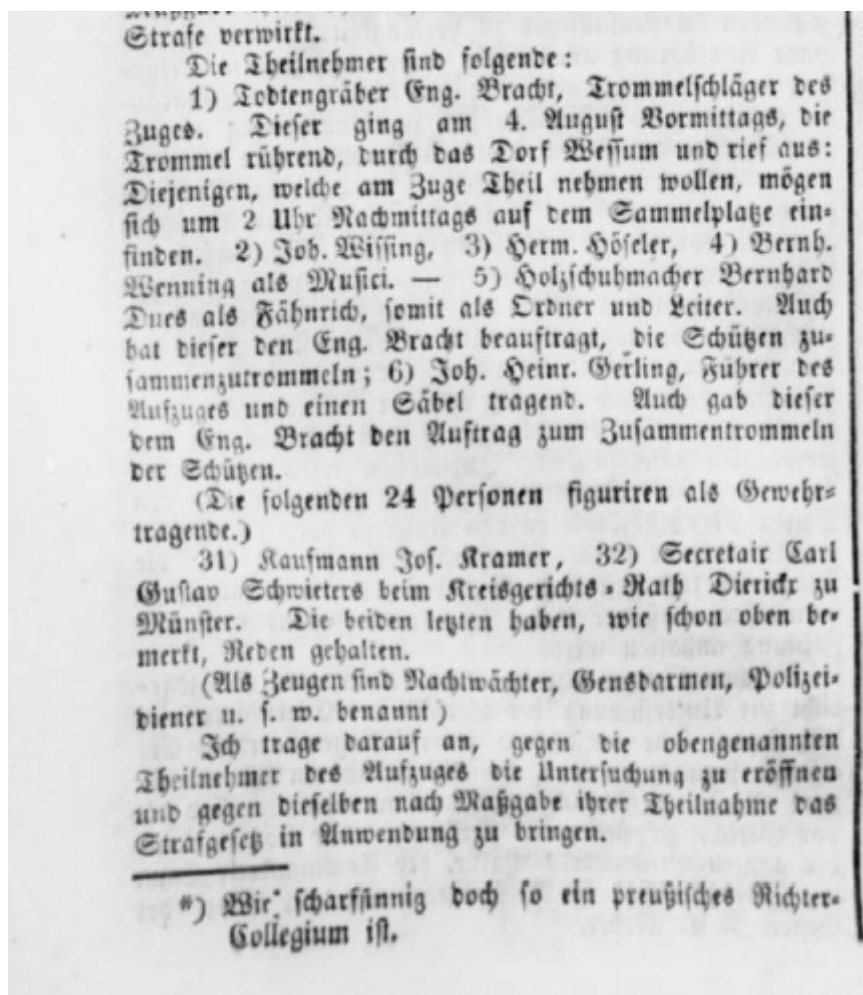 Strafe verwirkt.
Die Theilnehmer sind folgende:
1) Todtengräber Eng. Bracht, Trommelschläger des
Zuges. Dieser ging am 4. August Vormittags, die
Trommel rührend, durch das Dorf Wessum und rief aus:
Diejenigen, welche am Zuge Theil nehmen wollen, mögen
sich um 2 Uhr Nachmittags auf dem Sammelplatze ein-
finden. 2) Joh. Wissing, 3) Herm. Höseler, 4) Bernh.
Wenning als Musici. — 5) Holzschuhmacher Bernhard
Dues als Fähnrich, somit als Ordner und Leiter. Auch
hat dieser den Eng. Bracht beauftragt, die Schützen zu-
sammenzutrommeln; 6) Joh. Heinr. Gerling, Führer des
Aufzuges und einen Säbel tragend. Auch gab dieser
dem Eng. Bracht den Auftrag zum Zusammentrommeln
der Schützen.
(Die folgenden 24 Personen figuriren als Gewehr-
tragende.)
31) Kaufmann Jos. Kramer, 32) Secretair Carl
Gustav Schwieters beim Kreisgerichts-Rath Dierickx zu
Münster. Die beiden letzten haben, wie schon oben be-
merkt, Reden gehalten.
(Als Zeugen sind Nachtwächter, Gensdarmen, Polizei-
diener u. s. w. benannt)
Ich trage darauf an, gegen die obengenannten
Theilnehmer des Aufzuges die Untersuchung zu eröffnen
und gegen dieselben nach Maßgabe ihrer Theilnahme das
Strafgesetz in Anwendung zu bringen.
*) Wie scharfsinnig doch so ein preußisches Richter-
Collegium ist.